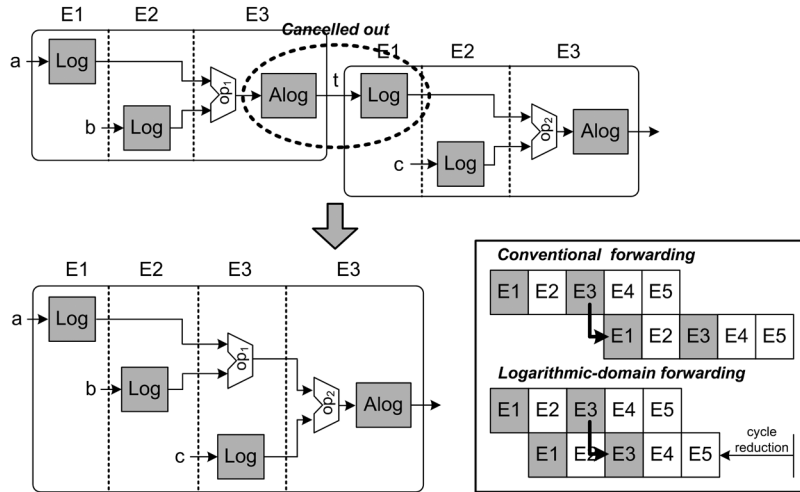 E1 E2 E3
Cancelled out
E1 E2 E3
a Log
Alog t Log
op1
b Log
op2 Alog
c Log
E1 E2 E3 E3
a Log
op1
b Log
op2 Alog
c Log
Conventional forwarding
E1 E2 E3 E4 E5
E1 E2 E3 E4 E5
Logarithmic-domain forwarding
E1 E2 E3 E4 E5
E1 E2 E3 E4 E5
cycle
reduction